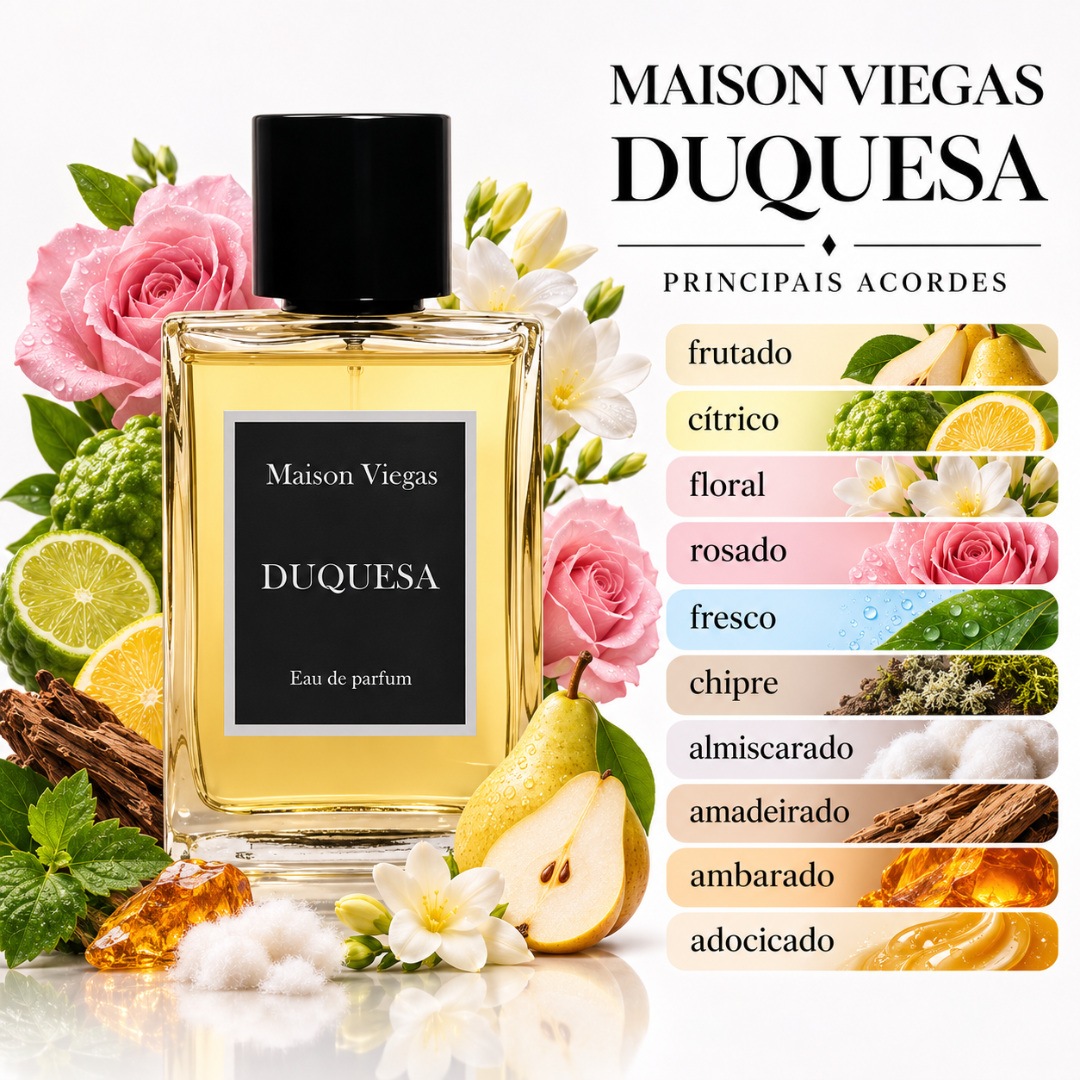 MAISON VIEGAS
DUQUESA
PRINCIPAIS ACORDES
frutado
cítrico
floral
rosado
fresco
chipre
almiscarado
amadeirado
ambarado
adocicado
Maison Viegas
DUQUESA
Eau de parfum